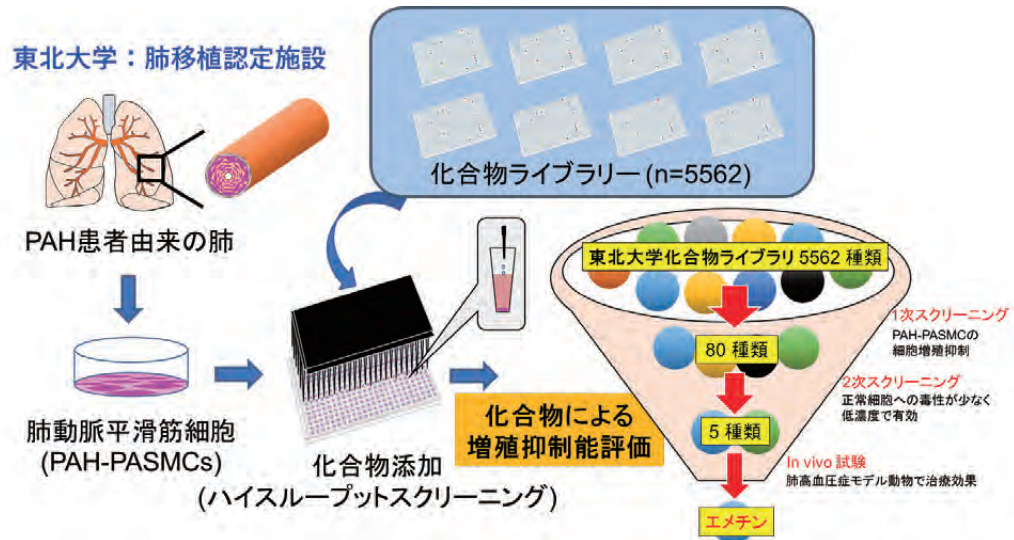 東北大学：肺移植認定施設
PAH患者由来の肺
肺動脈平滑筋細胞
(PAH-PASMCs)
化合物ライブラリー (n=5562)
化合物添加
(ハイスループットスクリーニング)
化合物による
増殖抑制能評価
東北大学化合物ライブラリ 5562 種類
1次スクリーニング
PAH-PASMCの
細胞増殖抑制
80 種類
2次スクリーニング
正常細胞への毒性が少なく
低濃度で有効
5 種類
In vivo 試験
肺高血圧症モデル動物で治療効果
エメチン